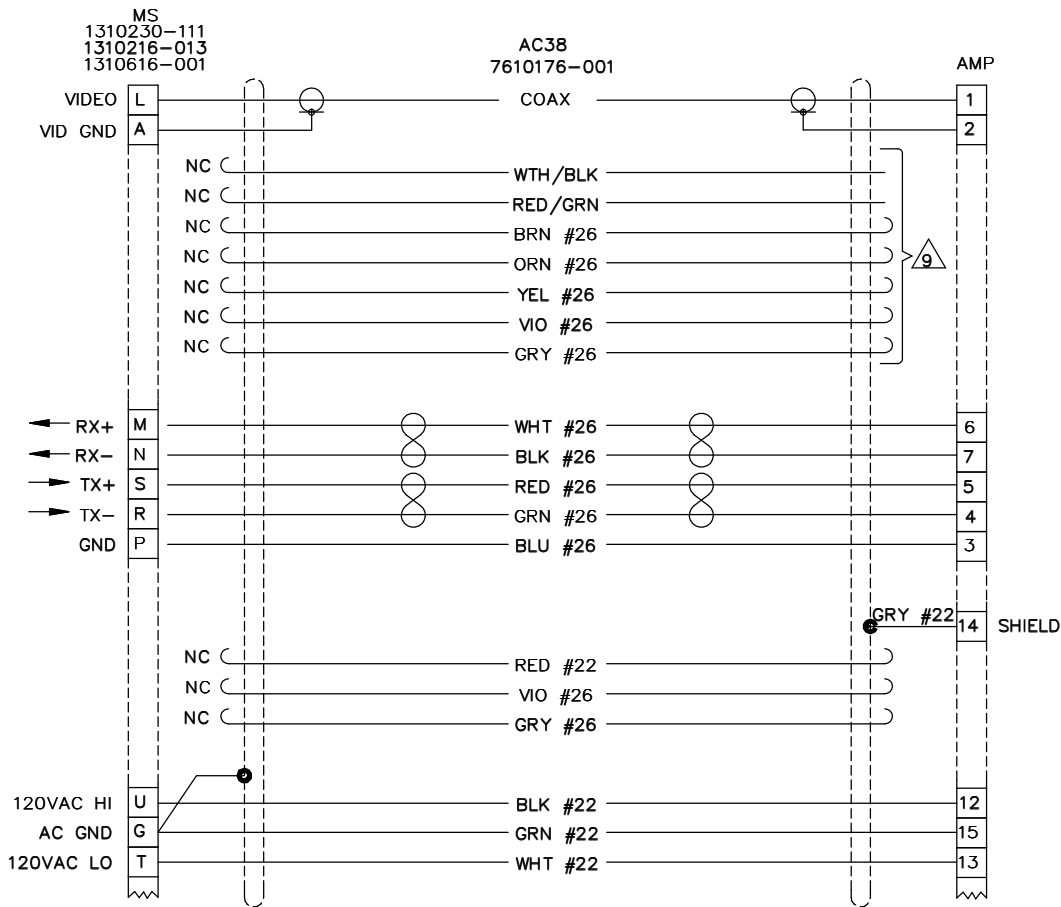 MS
1310230-111
1310216-013
1310616-001
AC38
7610176-001
AMP
VIDEO L COAX 1
VID GND A 2
NC WTH/BLK
NC RED/GRN
NC BRN #26
NC ORN #26
9
NC YEL #26
NC VIO #26
NC GRY #26
RX+ M WHT #26 6
RX- N BLK #26 7
TX+ S RED #26 5
TX- R GRN #26 4
GND P BLU #26 3
GRY #22 14 SHIELD
NC RED #22
NC VIO #26
NC GRY #26
120VAC HI U BLK #22 12
AC GND G GRN #22 15
120VAC LO T WHT #22 13